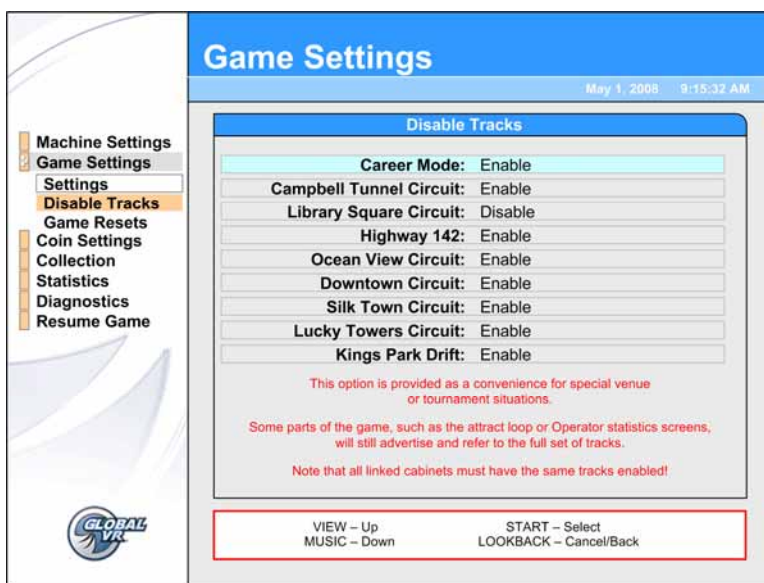 Game Settings
May 1, 2008 9:15:32 AM
Machine Settings
Game Settings
Settings
Disable Tracks
Game Resets
Coin Settings
Collection
Statistics
Diagnostics
Resume Game
GLOBAL
VR
Disable Tracks
Career Mode: Enable
Campbell Tunnel Circuit: Enable
Library Square Circuit: Disable
Highway 142: Enable
Ocean View Circuit: Enable
Downtown Circuit: Enable
Silk Town Circuit: Enable
Lucky Towers Circuit: Enable
Kings Park Drift: Enable
This option is provided as a convenience for special venue
or tournament situations.
Some parts of the game, such as the attract loop or Operator statistics screens,
will still advertise and refer to the full set of tracks.
Note that all linked cabinets must have the same tracks enabled!
VIEW – Up START – Select
MUSIC – Down LOOKBACK – Cancel/Back